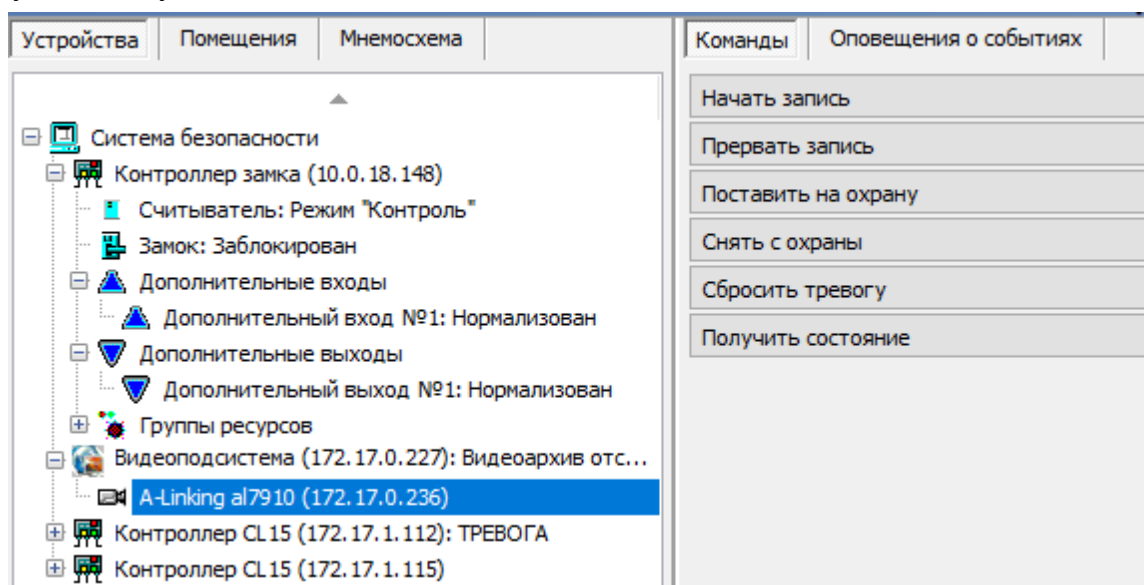 Устройства Помещения Мнемосхема
Система безопасности
Контроллер замка (10.0.18.148)
Считыватель: Режим "Контроль"
Замок: Заблокирован
Дополнительные входы
Дополнительный вход №1: Нормализован
Дополнительные выходы
Дополнительный выход №1: Нормализован
Группы ресурсов
Видеоподсистема (172.17.0.227): Видеоархив отс...
A-Linking al7910 (172.17.0.236)
Контроллер CL15 (172.17.1.112): ТРЕВОГА
Контроллер CL15 (172.17.1.115)
Команды Оповещения о событиях
Начать запись
Прервать запись
Поставить на охрану
Снять с охраны
Сбросить тревогу
Получить состояние